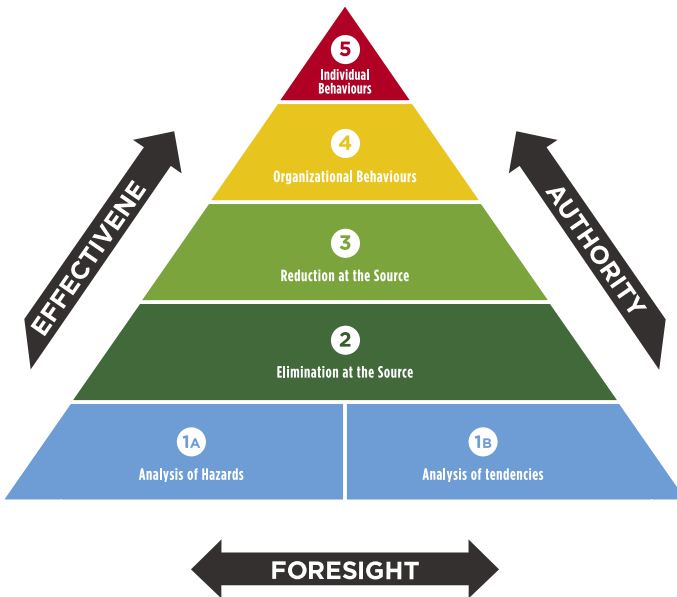 5
Individual
Behaviours
4
Organizational Behaviours
EFFECTIVENE
AUTHORITY
3
Reduction at the Source
2
Elimination at the Source
1A
Analysis of Hazards
1B
Analysis of tendencies
FORESIGHT